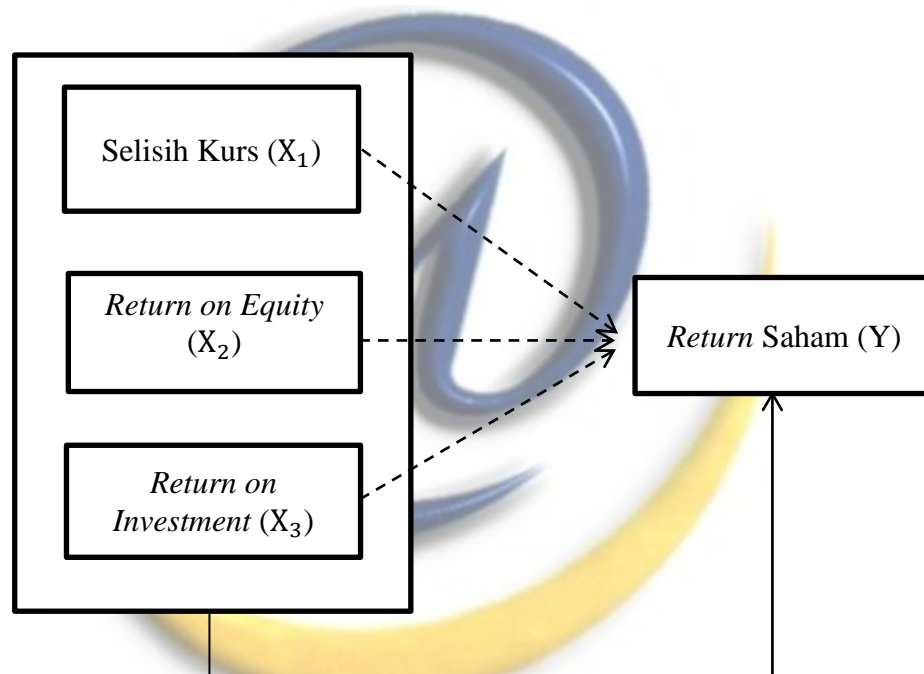 Selisih Kurs (X₁)
Return on Equity
(X₂)
Return Saham (Y)
Return on
Investment (X₃)